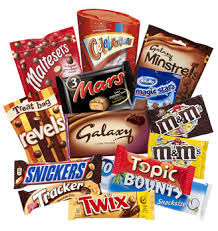 Maltesers
Celebrations
GALAXY
Minstrels
3
Mars
magic stars
treat bag
revels
Galaxy
m&m's
m&m's
SNICKERS
Tracker
TWIX
Topic
BOUNTY
Snacksize